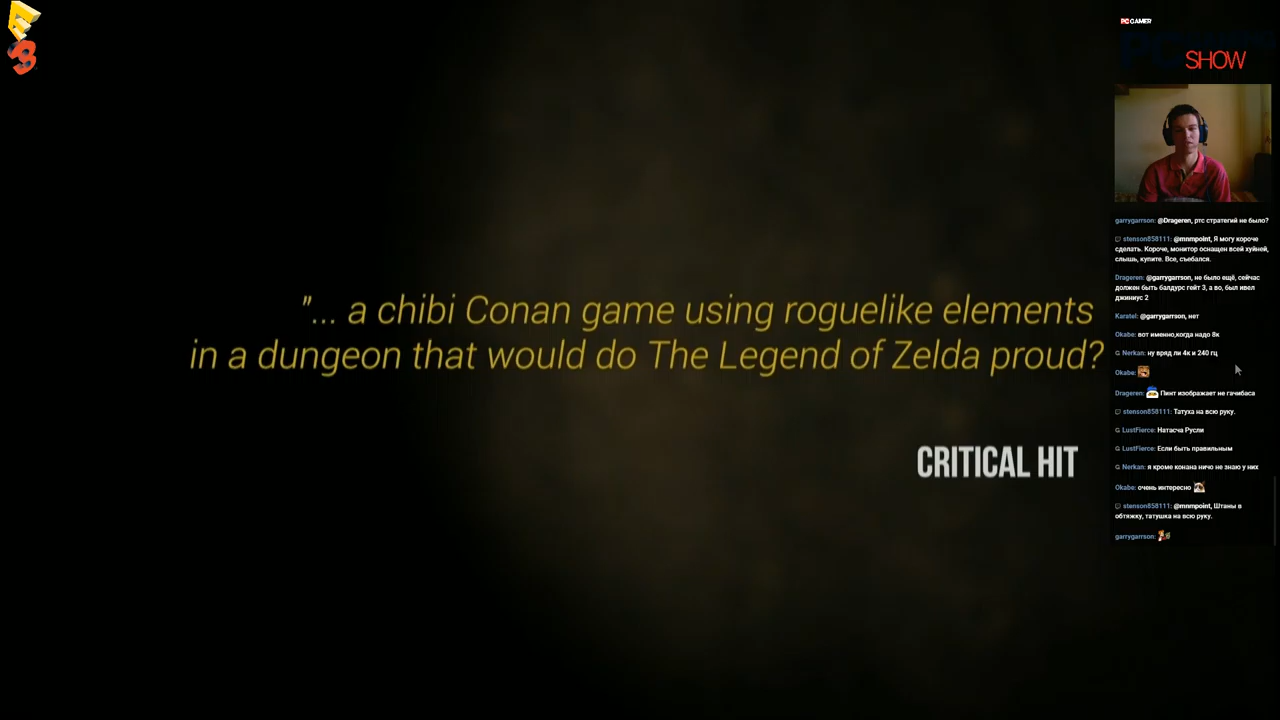 E3
PC GAMER
PC GAMING
SHOW
"... a chibi Conan game using roguelike elements
in a dungeon that would do The Legend of Zelda proud?
CRITICAL HIT
garrygarrson: @Drageren, ртс стратегий не было?
stenson858111: @mnmpoint, Я могу короче
сделать. Короче, монитор оснащен всей хуйней,
слышь, купите. Все, съебался.
Drageren: @garrygarrson, не было ещё, сейчас
должен быть балдурс гейт 3, а во, был ивел
джиниус 2
Karatel: @garrygarrson, нет
Okabe: вот именно,когда надо 8к
Nerkan: ну вряд ли 4к и 240 гц
Okabe:
Drageren: Пинт изображает не гачибаса
stenson858111: Татуха на всю руку.
LustFierce: Натасча Русли
LustFierce: Если быть правильным
Nerkan: я кроме конана ничо не знаю у них
Okabe: очень интересно
stenson858111: @mnmpoint, Штаны в
обтяжку, татушка на всю руку.
garrygarrson: